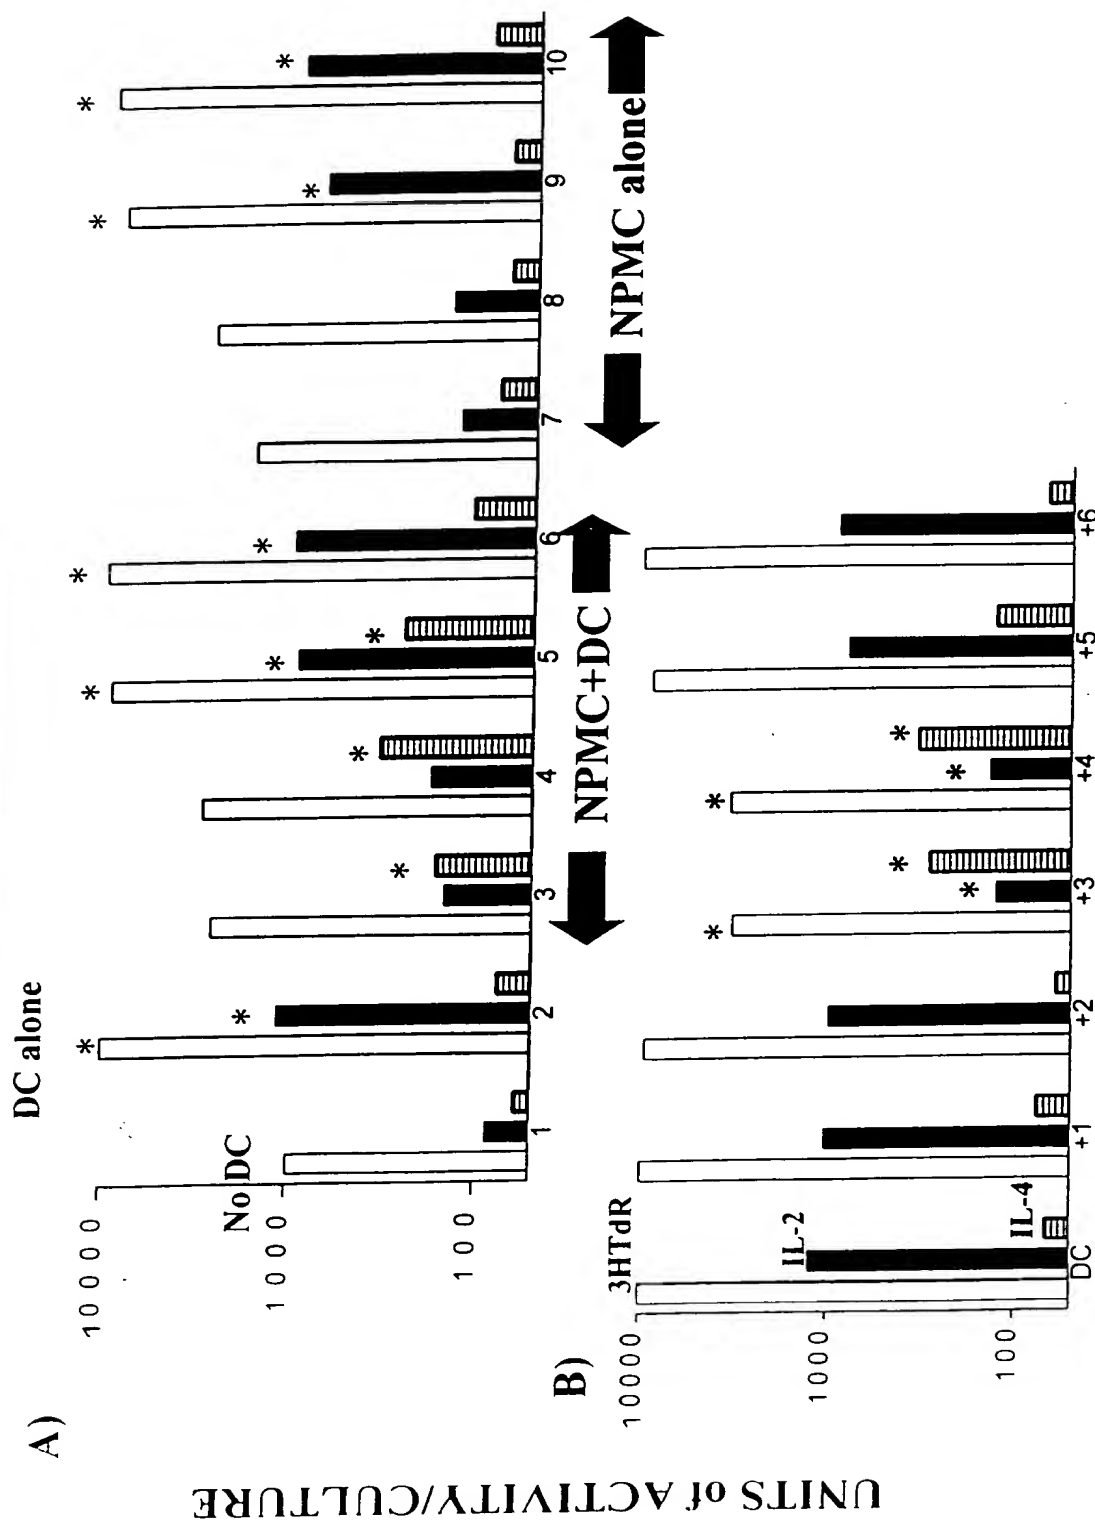 A)
DC alone
10000
1000
100
No DC
* * * * * * * * * * * * *
1 2 3 4 5 6 7 8 9 10
NPMC+DC
NPMC alone
B)
10000
1000
100
3HTdR
IL-2
IL-4
* * * * * *
DC +1 +2 +3 +4 +5 +6
UNITS of ACTIVITY/CULTURE